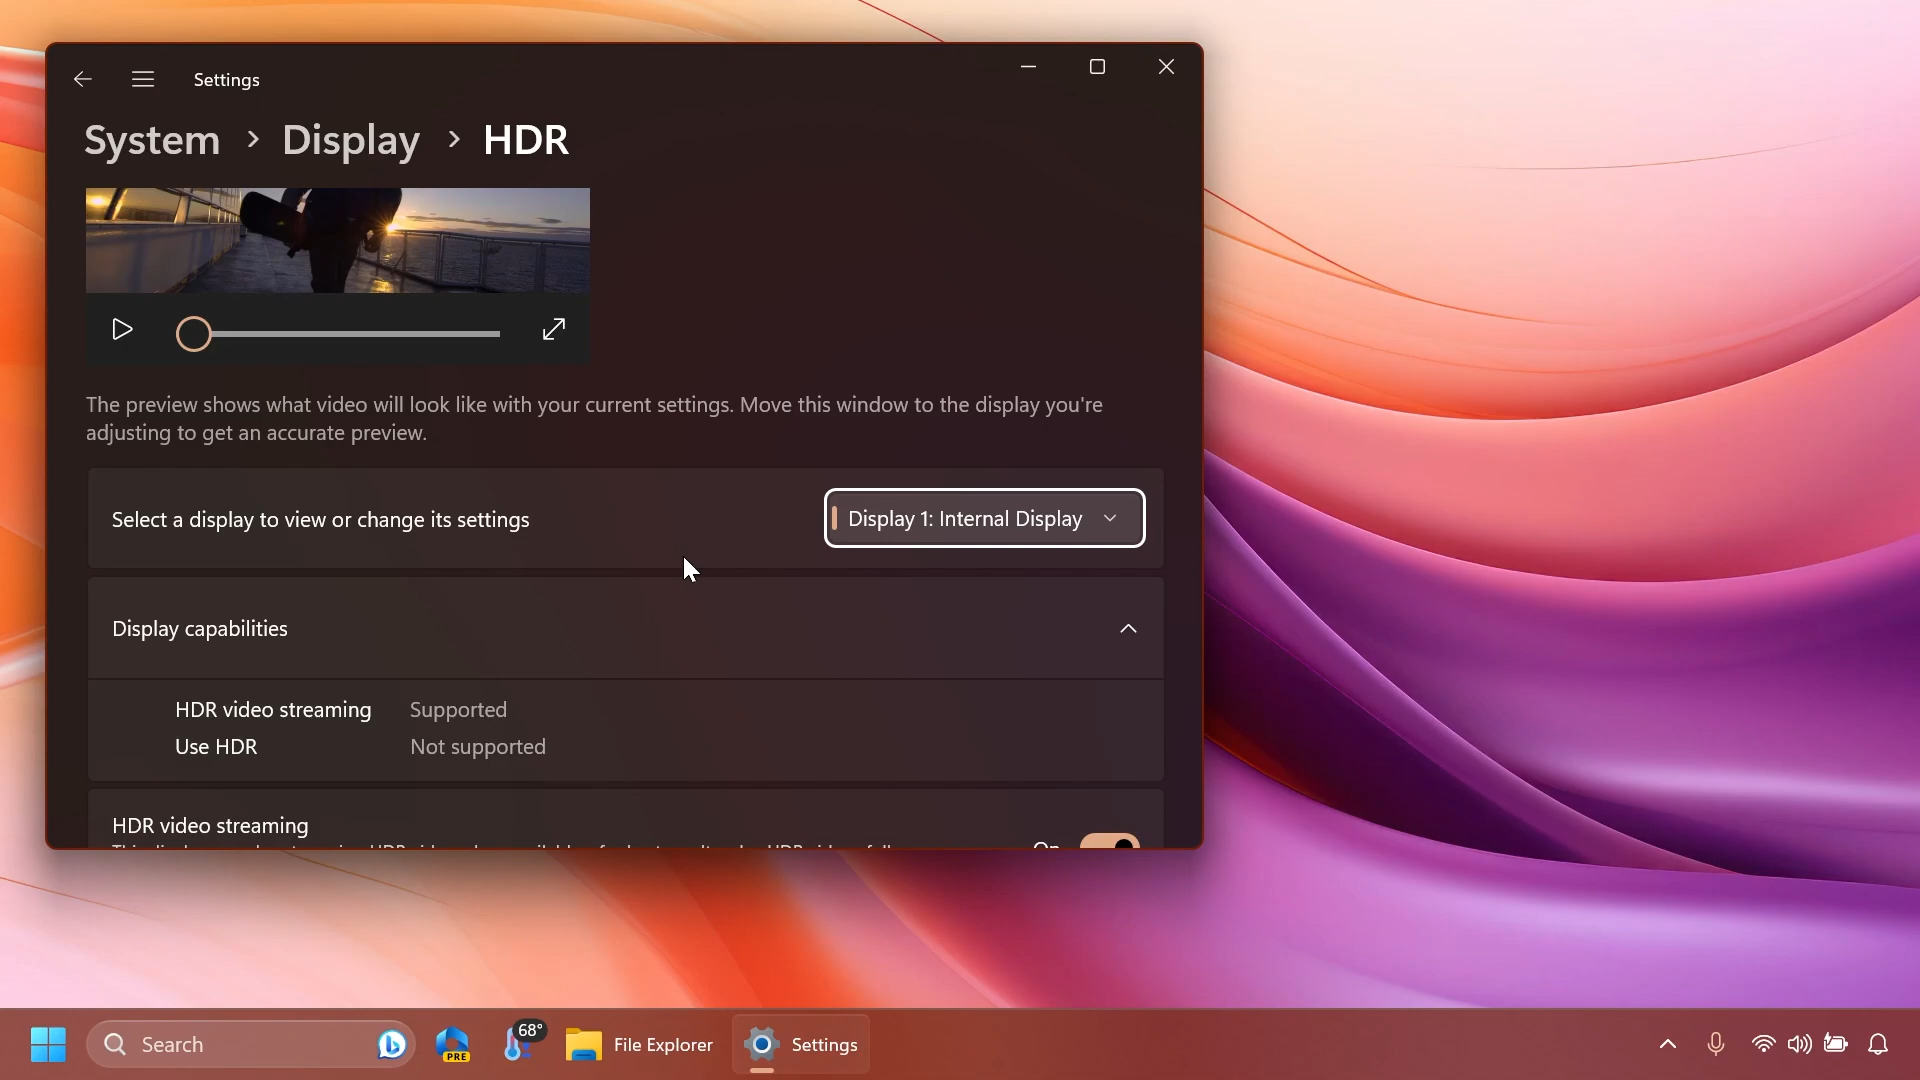 Settings
System > Display > HDR
The preview shows what video will look like with your current settings. Move this window to the display you're
adjusting to get an accurate preview.
Select a display to view or change its settings
Display 1: Internal Display
Display capabilities
HDR video streaming Supported
Use HDR Not supported
HDR video streaming
On
Search
PRE
68°
File Explorer
Settings